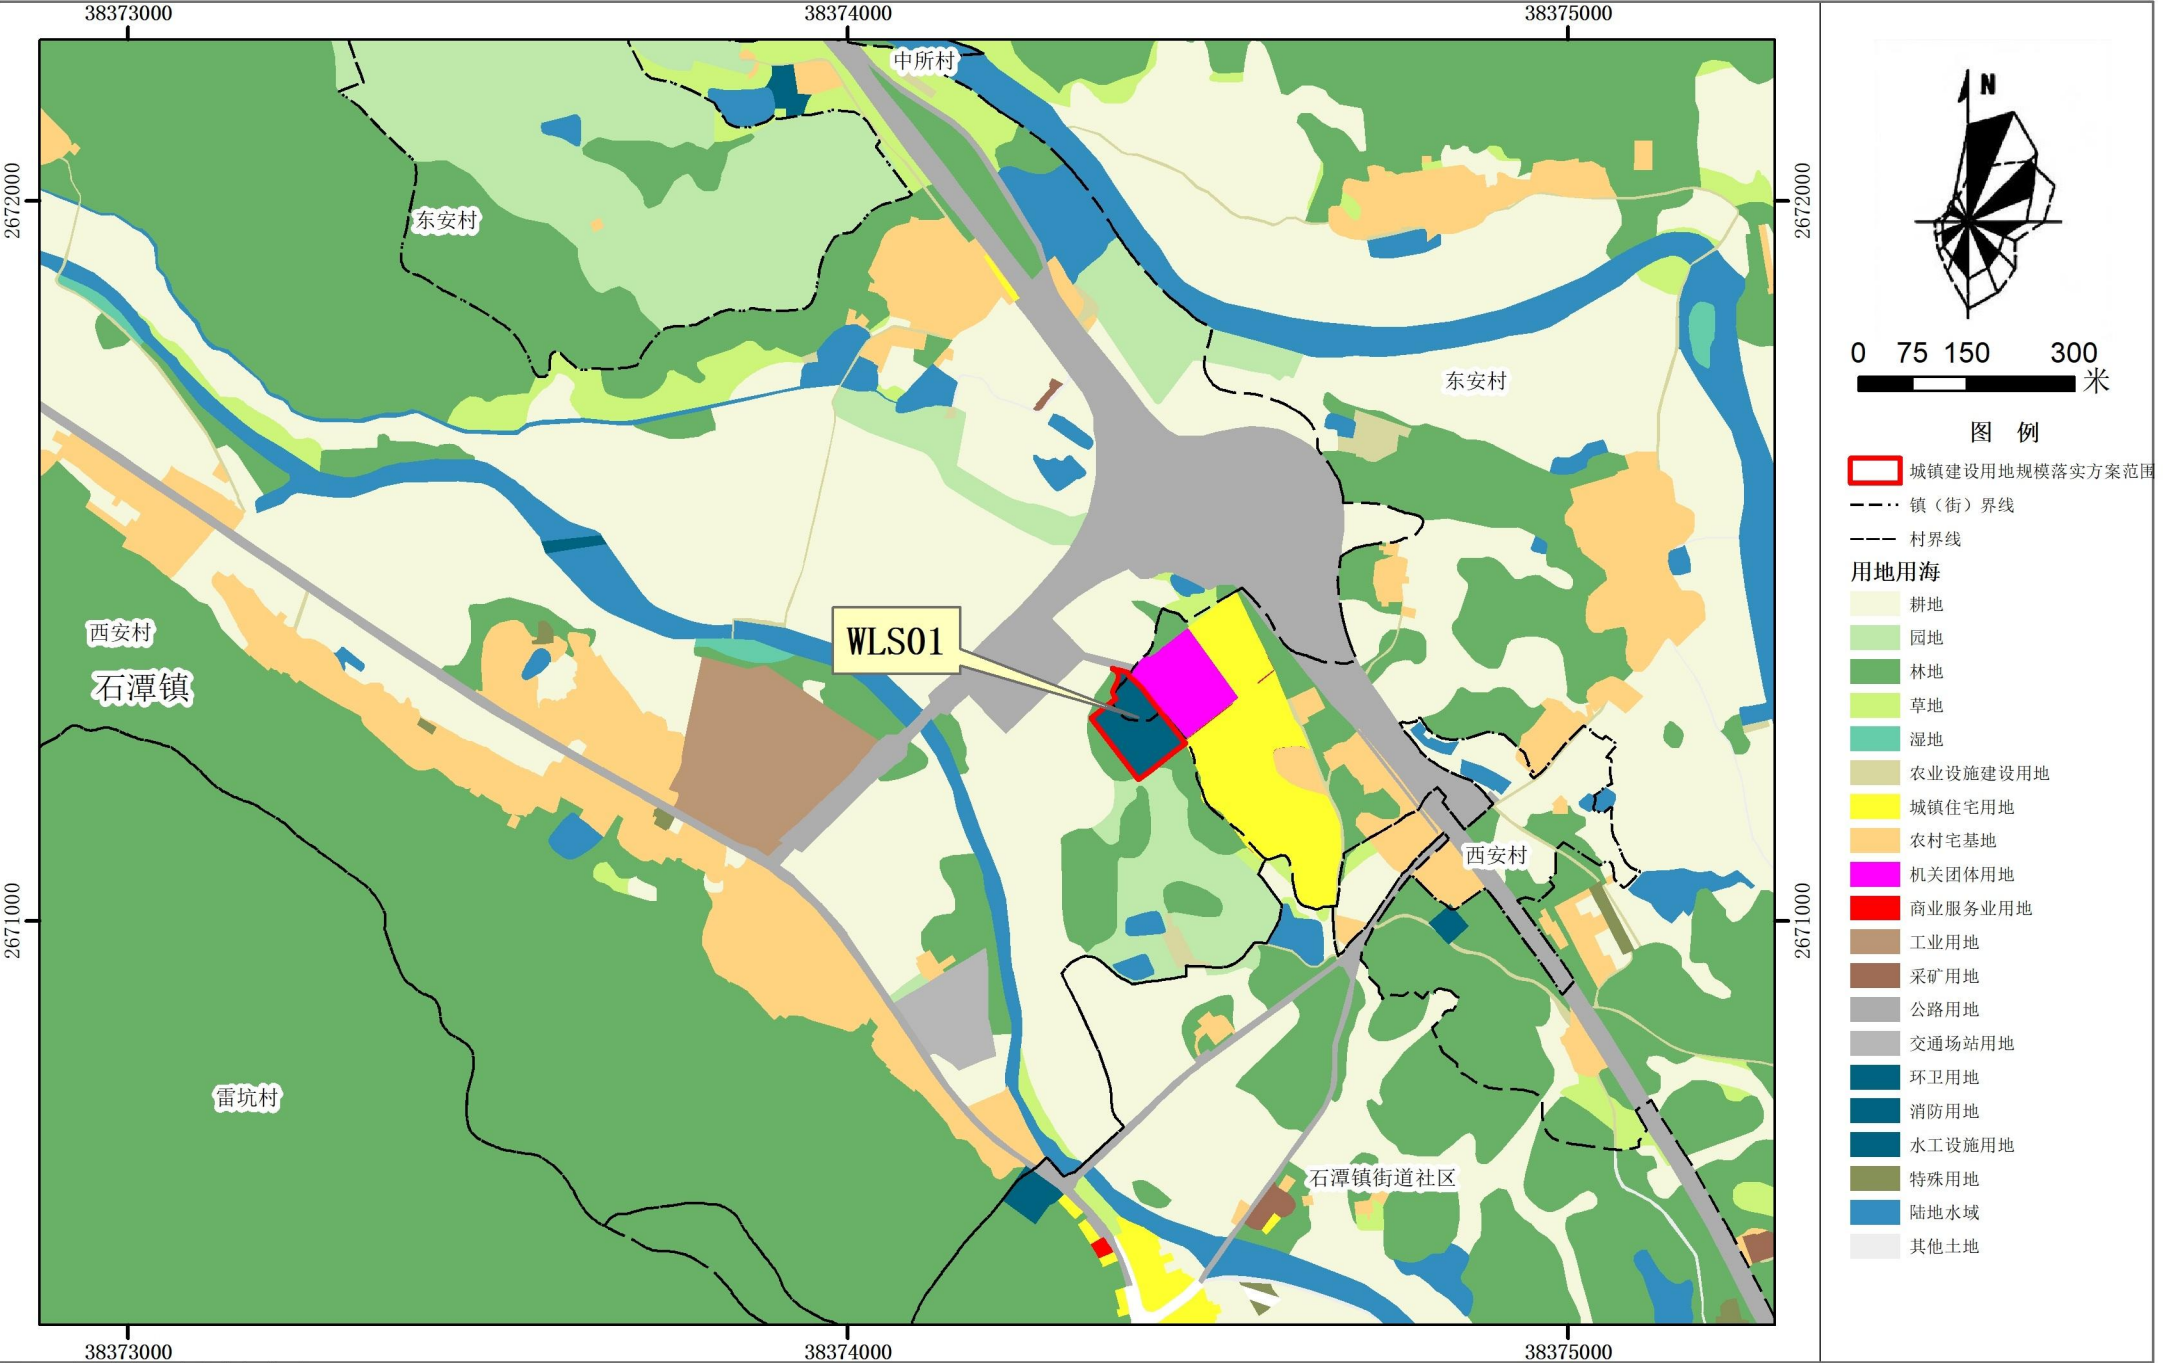 38373000
38374000
38375000
2672000
2671000
2672000
2671000
38373000
38374000
38375000
中所村
东安村
东安村
WLS01
西安村
石潭镇
西安村
雷坑村
石潭镇街道社区
N
0 75 150 300
米
图 例
城镇建设用地规模落实方案范围
镇（街）界线
村界线
用地用海
耕地
园地
林地
草地
湿地
农业设施建设用地
城镇住宅用地
农村宅基地
机关团体用地
商业服务业用地
工业用地
采矿用地
公路用地
交通场站用地
环卫用地
消防用地
水工设施用地
特殊用地
陆地水域
其他土地